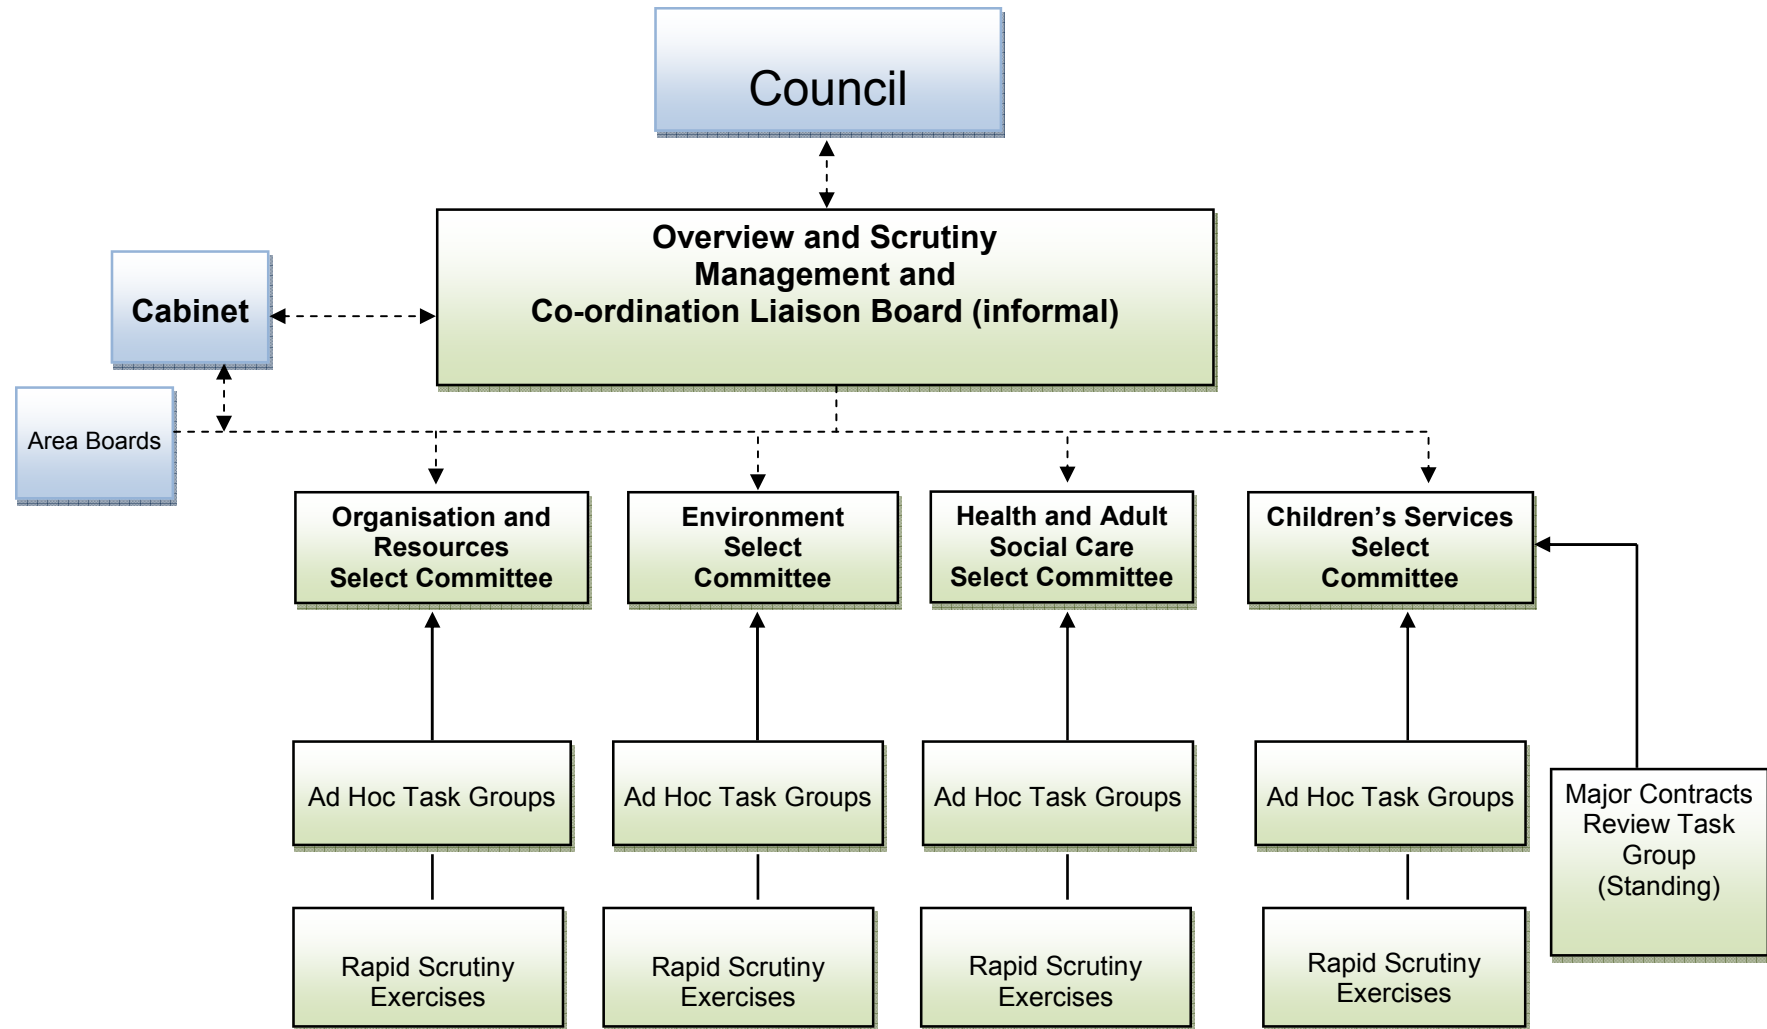 Council
Overview and Scrutiny
Management and
Co-ordination Liaison Board (informal)
Cabinet
Area Boards
Organisation and
Resources
Select Committee
Environment
Select
Committee
Health and Adult
Social Care
Select Committee
Children’s Services
Select
Committee
Ad Hoc Task Groups
Ad Hoc Task Groups
Ad Hoc Task Groups
Ad Hoc Task Groups
Major Contracts
Review Task
Group
(Standing)
Rapid Scrutiny
Exercises
Rapid Scrutiny
Exercises
Rapid Scrutiny
Exercises
Rapid Scrutiny
Exercises